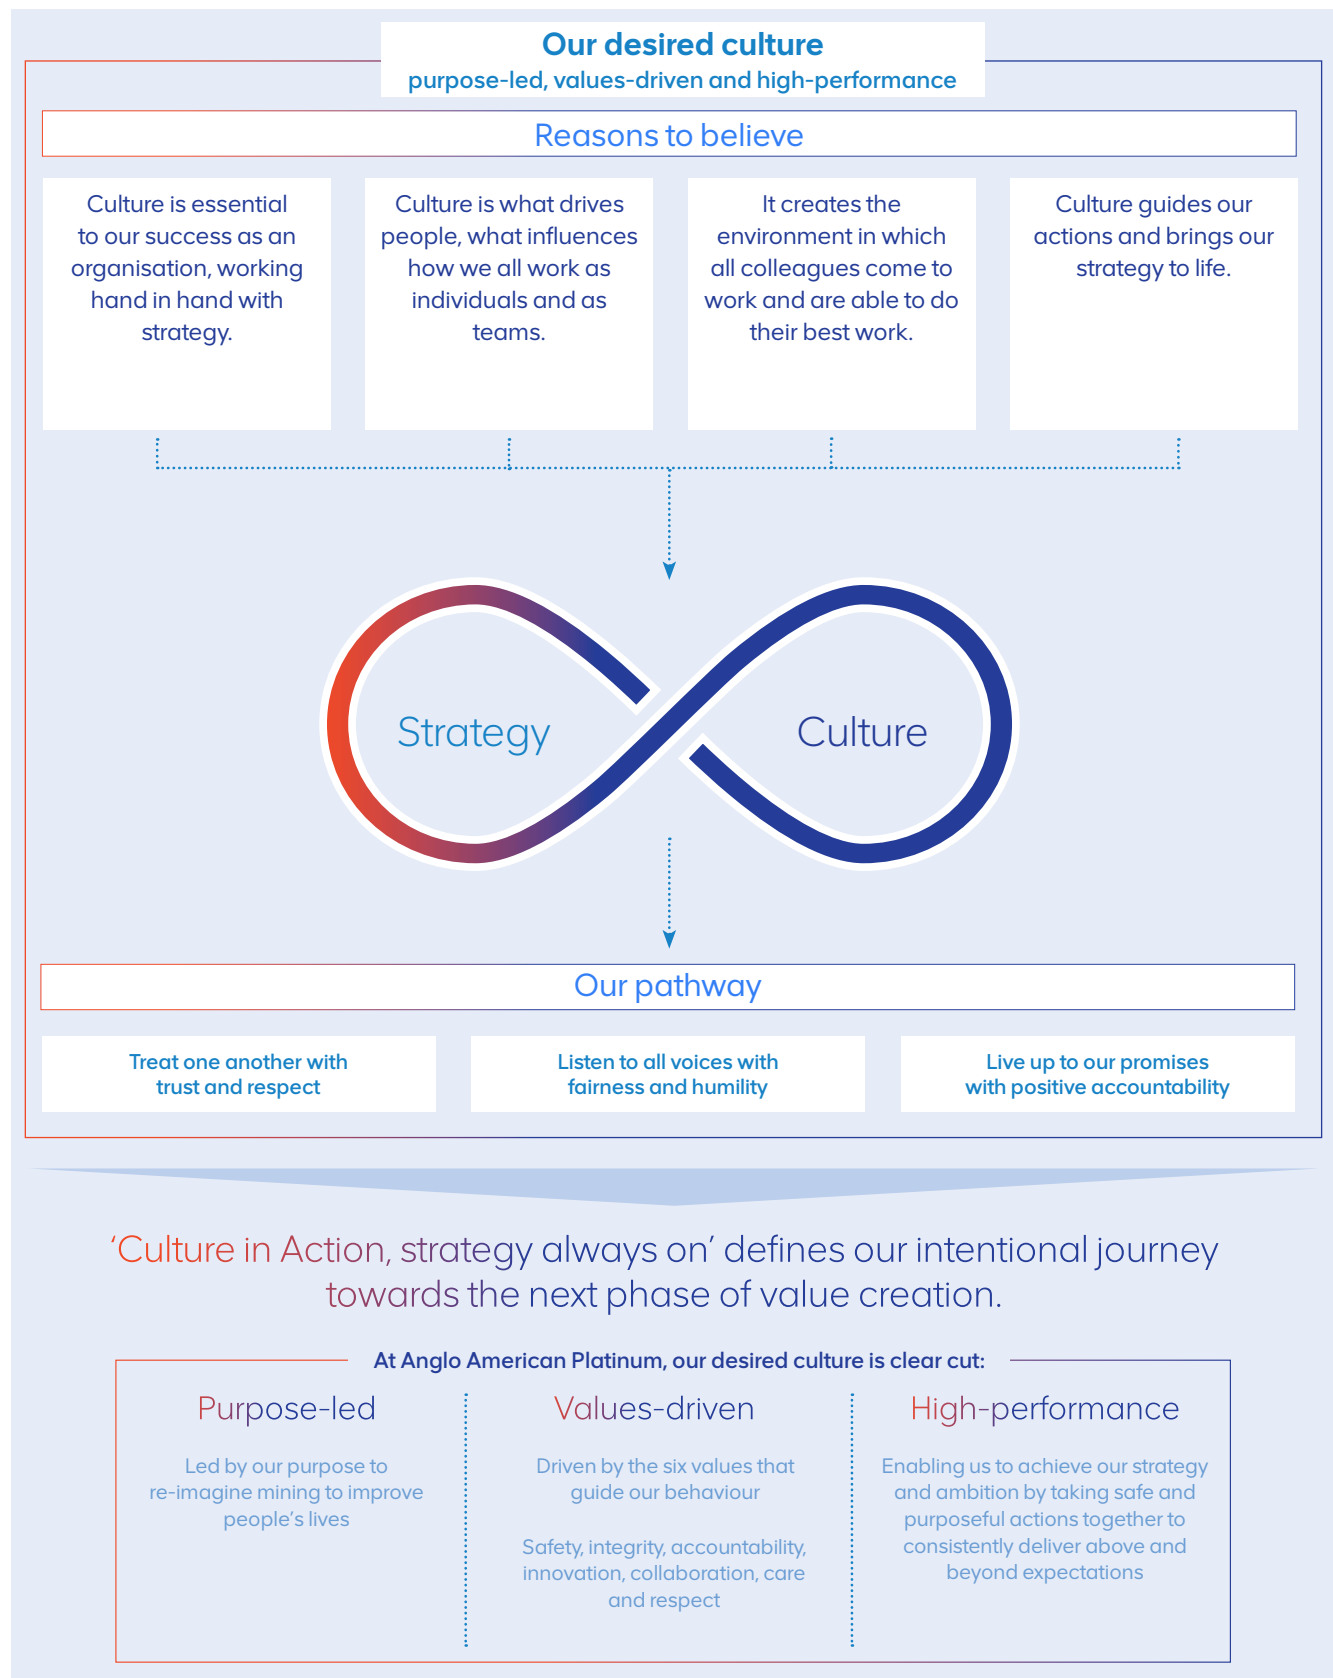 Our desired culture
purpose-led, values-driven and high-performance
Reasons to believe
Culture is essential
to our success as an
organisation, working
hand in hand with
strategy.
Culture is what drives
people, what influences
how we all work as
individuals and as
teams.
It creates the
environment in which
all colleagues come to
work and are able to do
their best work.
Culture guides our
actions and brings our
strategy to life.
Strategy
Culture
Our pathway
Treat one another with
trust and respect
Listen to all voices with
fairness and humility
Live up to our promises
with positive accountability
‘Culture in Action, strategy always on’ defines our intentional journey
towards the next phase of value creation.
At Anglo American Platinum, our desired culture is clear cut:
Purpose-led
Led by our purpose to
re-imagine mining to improve
people’s lives
Values-driven
Driven by the six values that
guide our behaviour
Safety, integrity, accountability,
innovation, collaboration, care
and respect
High-performance
Enabling us to achieve our strategy
and ambition by taking safe and
purposeful actions together to
consistently deliver above and
beyond expectations